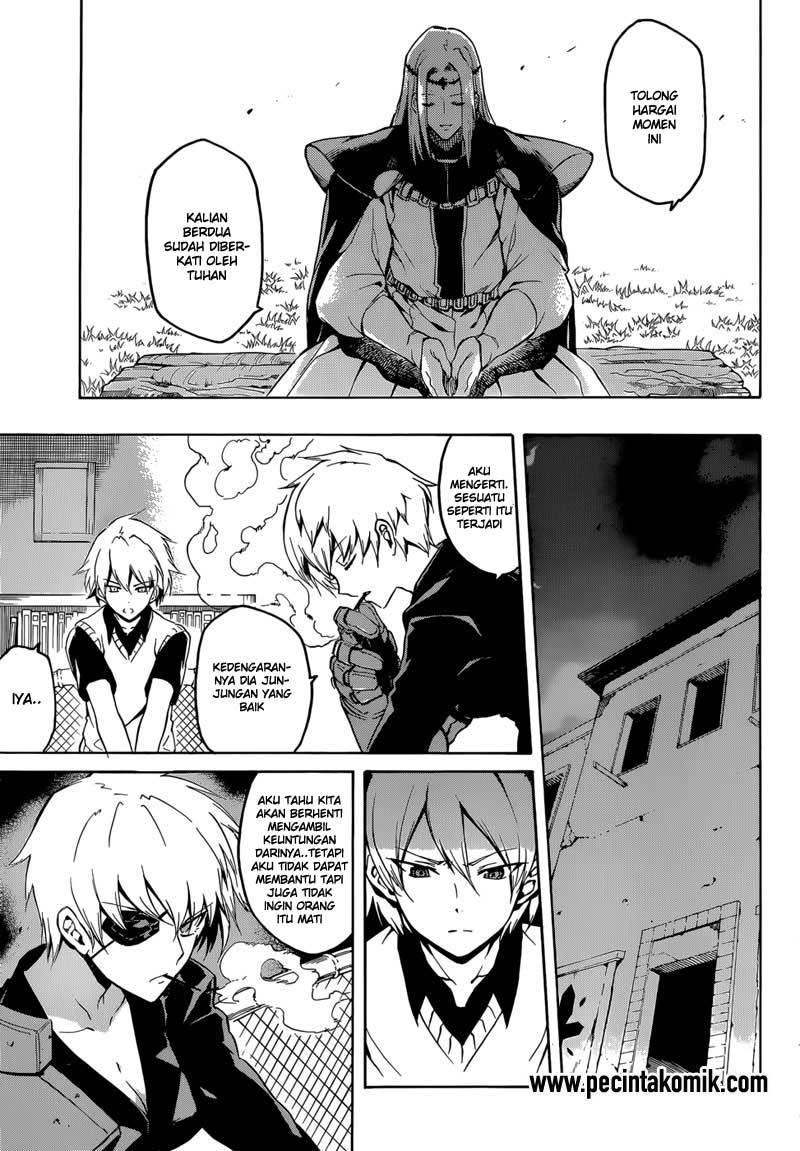 TOLONG
HARGAI
MOMEN
INI
KALIAN
BERDUA
SUDAH DIBER-
KATI OLEH
TUHAN
AKU
MENGERTI.
SESUATU
SEPERTI ITU
TERJADI
KEDENGARAN-
NYA DIA JUN-
JUNGAN YANG
BAIK
IYA..
AKU TAHU KITA
AKAN BERHENTI
MENGAMBIL
KEUNTUNGAN
DARINYA..TETAPI
AKU TIDAK DAPAT
MEMBANTU TAPI
JUGA TIDAK
INGIN ORANG
ITU MATI
www.pecintakomik.com